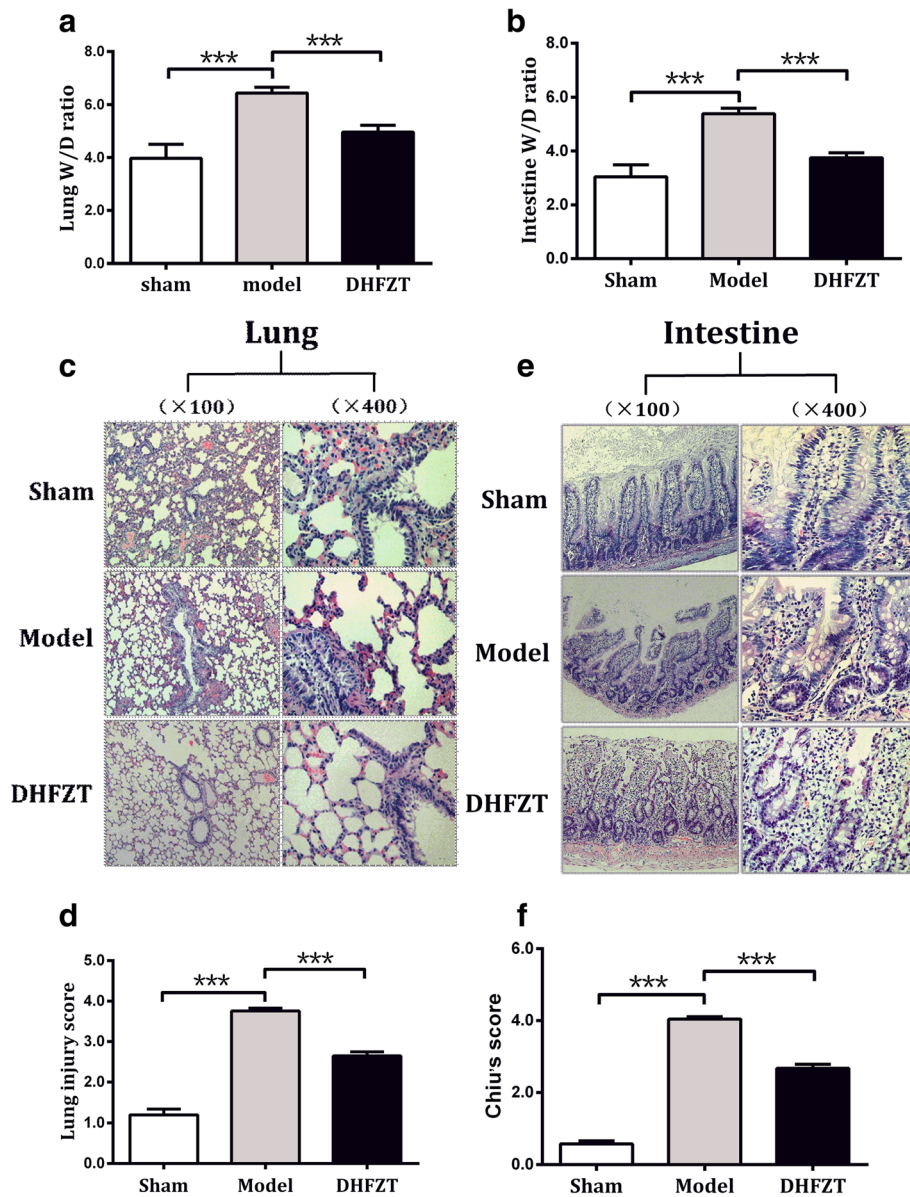 a
Lung W/D ratio
8.0
6.0
4.0
2.0
0.0
***
***
sham
model
DHFZT
b
Intestine W/D ratio
8.0
6.0
4.0
2.0
0.0
***
***
Sham
Model
DHFZT
c
Lung
(×100)
(×400)
Sham
Model
DHFZT
e
Intestine
(×100)
(×400)
Sham
Model
DHFZT
d
Lung injury score
5.0
4.0
3.0
2.0
1.0
0.0
***
***
Sham
Model
DHFZT
f
Chiu's score
6.0
4.0
2.0
0.0
***
***
Sham
Model
DHFZT